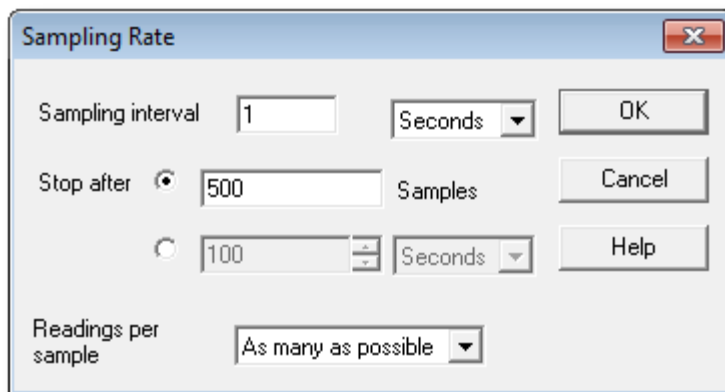 Sampling Rate
Sampling interval 1 Seconds OK
Stop after 500 Samples Cancel
100 Seconds Help
Readings per
sample As many as possible